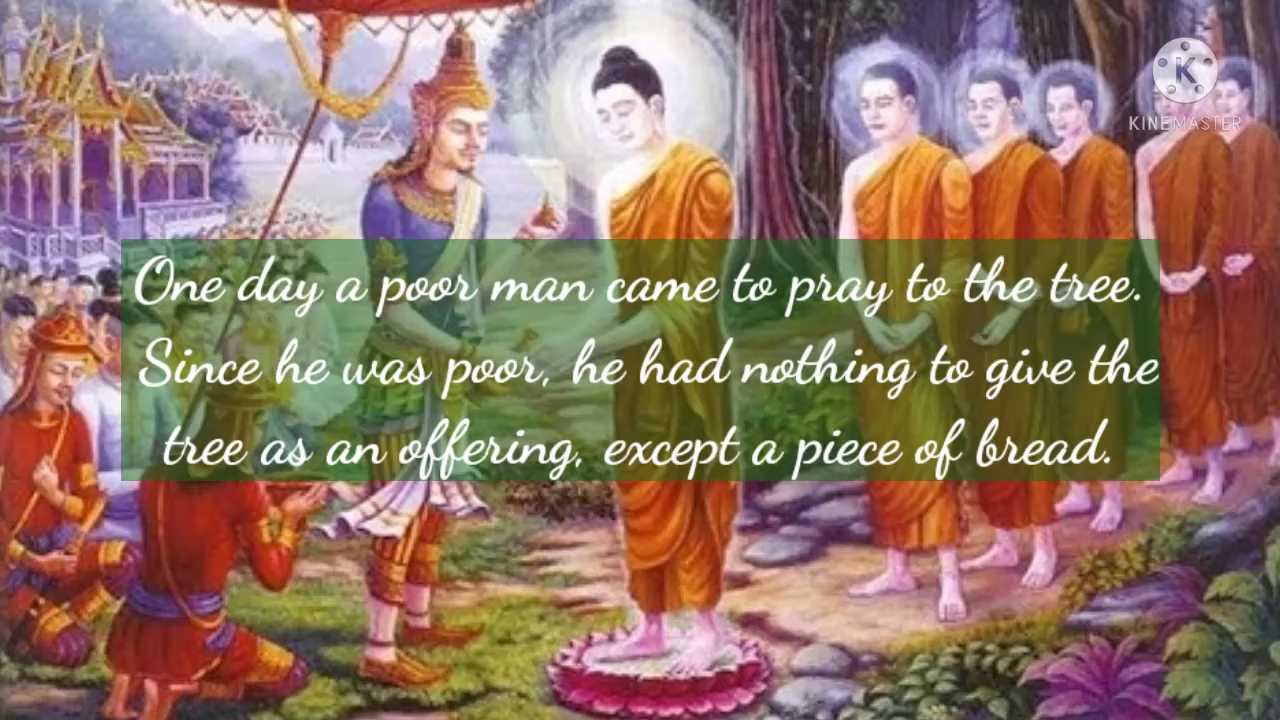 K
KINEMASTER
One day a poor man came to pray to the tree.
Since he was poor, he had nothing to give the
tree as an offering, except a piece of bread.